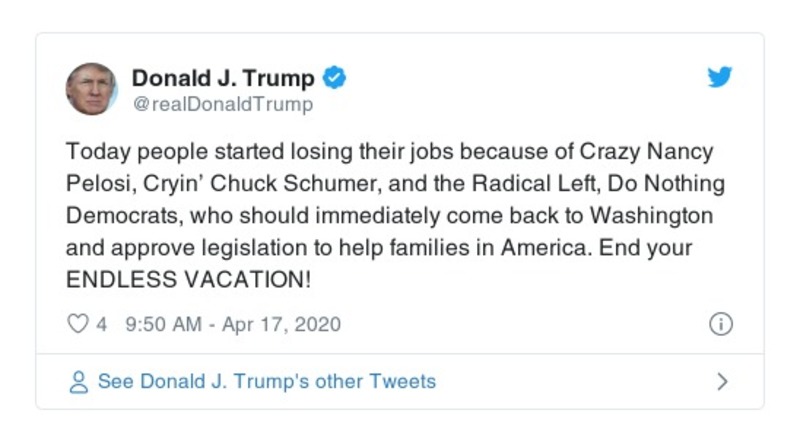 Donald J. Trump
@realDonaldTrump
Today people started losing their jobs because of Crazy Nancy
Pelosi, Cryin’ Chuck Schumer, and the Radical Left, Do Nothing
Democrats, who should immediately come back to Washington
and approve legislation to help families in America. End your
ENDLESS VACATION!
4 9:50 AM - Apr 17, 2020
See Donald J. Trump's other Tweets